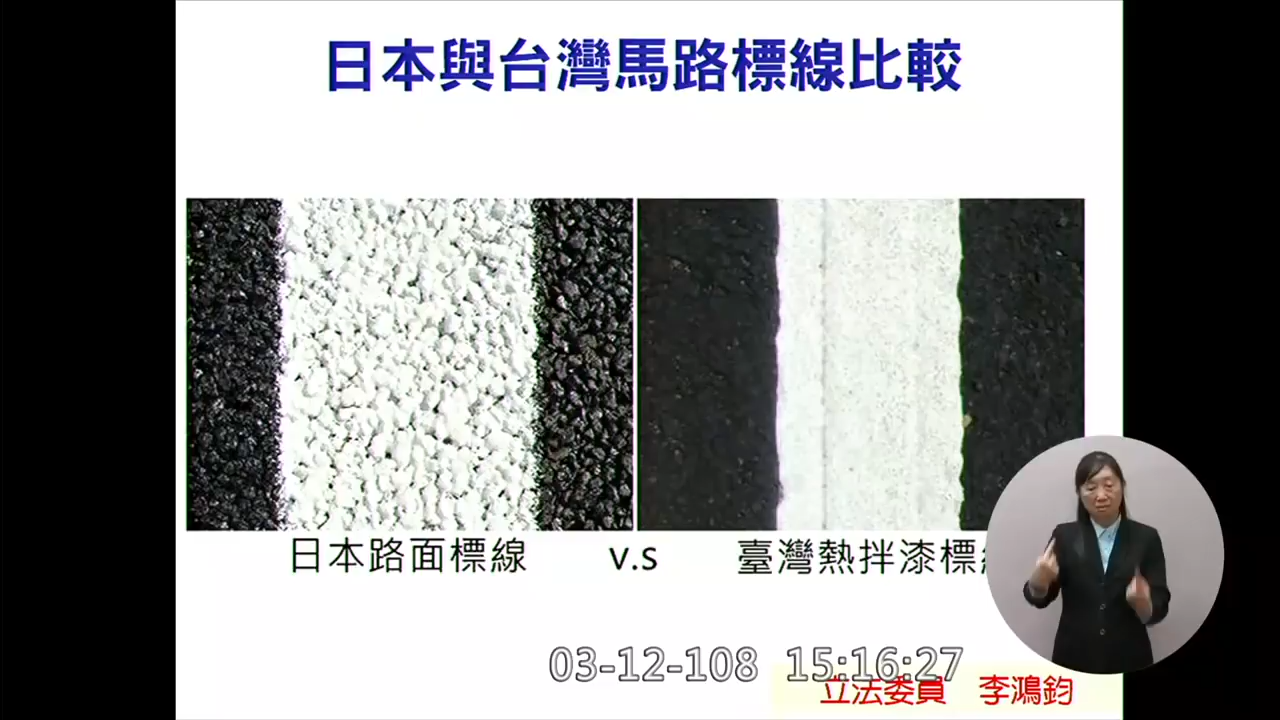 日本與台灣馬路標線比較
日本路面標線 v.s 臺灣熱拌漆標線
03-12-108 15:16:27
立法委員 李鴻鈞